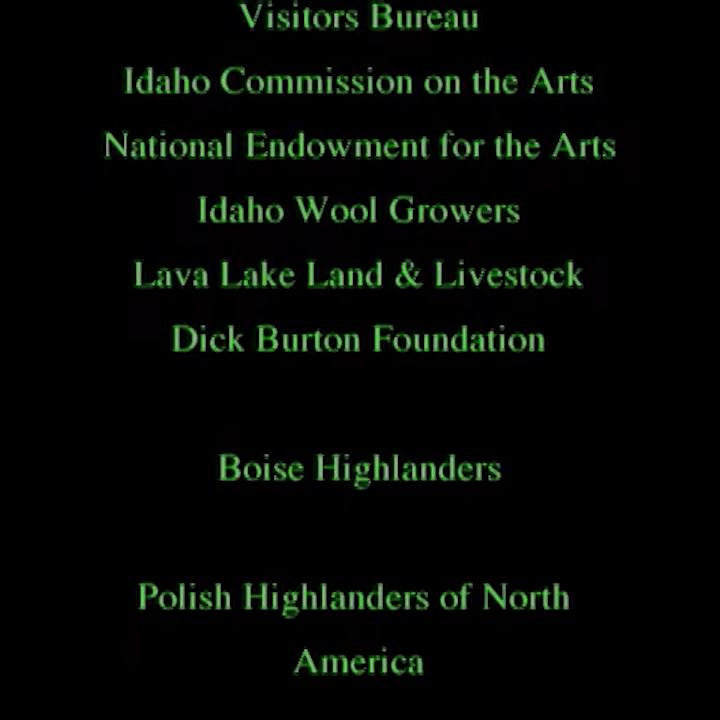 Visitors Bureau
Idaho Commission on the Arts
National Endowment for the Arts
Idaho Wool Growers
Lava Lake Land & Livestock
Dick Burton Foundation
Boise Highlanders
Polish Highlanders of North
America